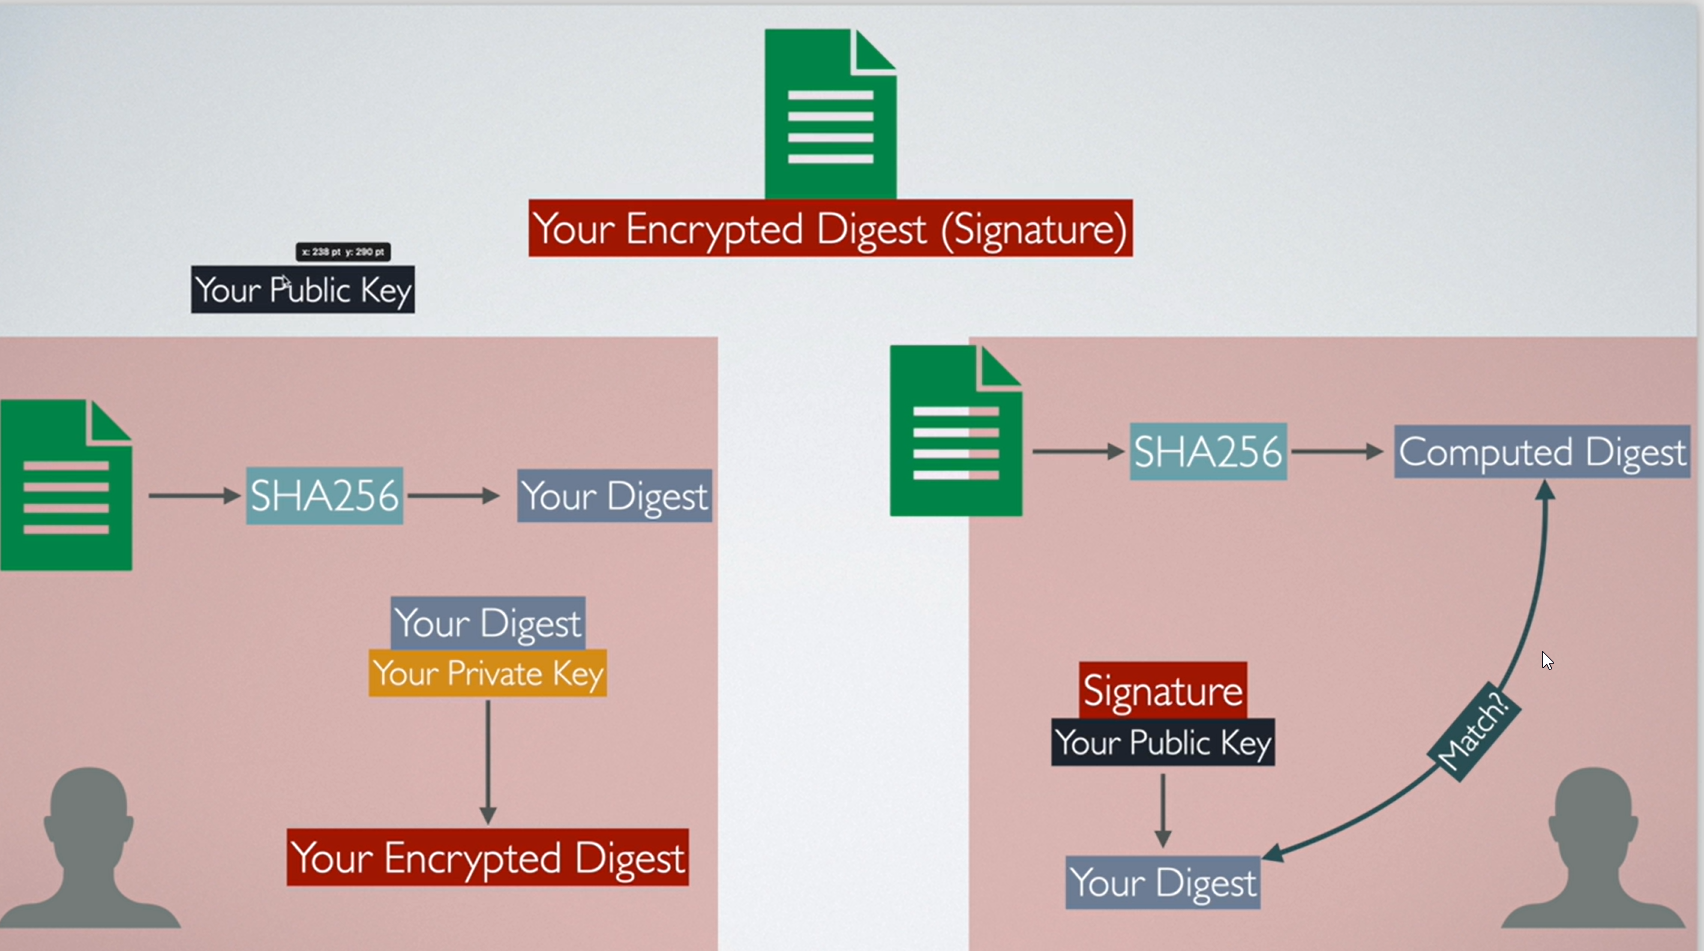 Your Encrypted Digest (Signature)
x: 238 pt y: 290 pt
Your Public Key
SHA256
Your Digest
Your Digest
Your Private Key
Your Encrypted Digest
SHA256
Computed Digest
Signature
Your Public Key
Match?
Your Digest